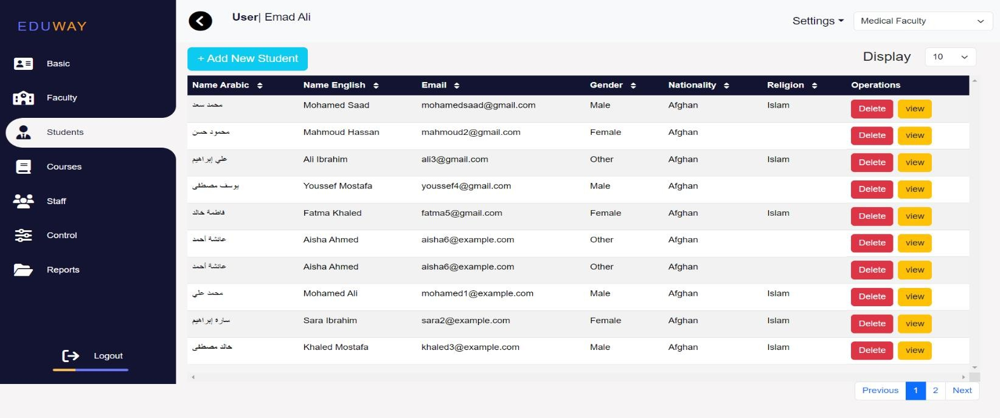 EDUWAY
Basic
Faculty
Students
Courses
Staff
Control
Reports
Logout
User| Emad Ali
Settings
Medical Faculty
+ Add New Student
Display 10
Name Arabic Name English Email Gender Nationality Religion Operations
محمد سعد Mohamed Saad mohamedsaad@gmail.com Male Afghan Islam Delete view
محمود حسن Mahmoud Hassan mahmoud2@gmail.com Female Afghan Delete view
علي إبراهيم Ali Ibrahim ali3@gmail.com Other Afghan Islam Delete view
يوسف مصطفى Youssef Mostafa youssef4@gmail.com Male Afghan Delete view
فاطمة خالد Fatma Khaled fatma5@gmail.com Female Afghan Islam Delete view
عائشة أحمد Aisha Ahmed aisha6@example.com Other Afghan Delete view
عائشة أحمد Aisha Ahmed aisha6@example.com Other Afghan Delete view
محمد علي Mohamed Ali mohamed1@example.com Male Afghan Islam Delete view
ساره إبراهيم Sara Ibrahim sara2@example.com Female Afghan Islam Delete view
خالد مصطفى Khaled Mostafa khaled3@example.com Male Afghan Islam Delete view
Previous 1 2 Next